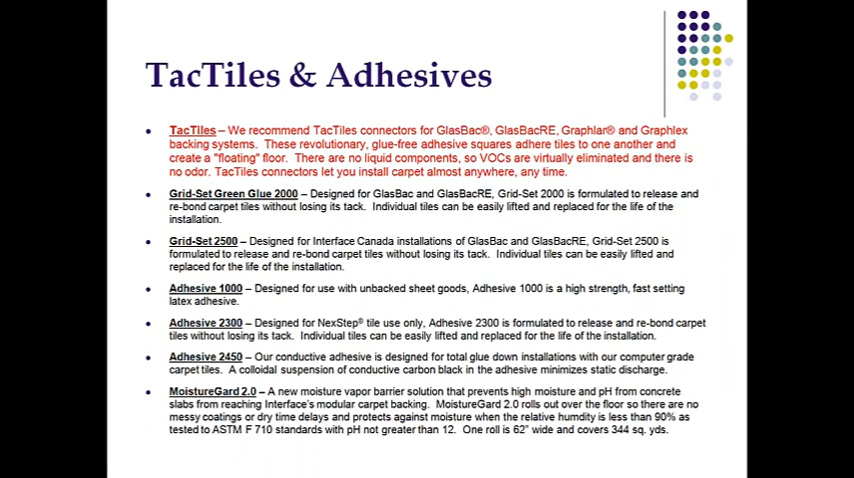 TacTiles & Adhesives
TacTiles – We recommend TacTiles connectors for GlasBac®, GlasBacRE, Graphlar® and Graphlex
backing systems. These revolutionary, glue-free adhesive squares adhere tiles to one another and
create a "floating" floor. There are no liquid components, so VOCs are virtually eliminated and there is
no odor. TacTiles connectors let you install carpet almost anywhere, any time.
Grid-Set Green Glue 2000 – Designed for GlasBac and GlasBacRE, Grid-Set 2000 is formulated to release and
re-bond carpet tiles without losing its tack. Individual tiles can be easily lifted and replaced for the life of the
installation.
Grid-Set 2500 – Designed for Interface Canada installations of GlasBac and GlasBacRE, Grid-Set 2500 is
formulated to release and re-bond carpet tiles without losing its tack. Individual tiles can be easily lifted and
replaced for the life of the installation.
Adhesive 1000 – Designed for use with unbacked sheet goods, Adhesive 1000 is a high strength, fast setting
latex adhesive.
Adhesive 2300 – Designed for NexStep® tile use only, Adhesive 2300 is formulated to release and re-bond carpet
tiles without losing its tack. Individual tiles can be easily lifted and replaced for the life of the installation.
Adhesive 2450 – Our conductive adhesive is designed for total glue down installations with our computer grade
carpet tiles. A colloidal suspension of conductive carbon black in the adhesive minimizes static discharge.
MoistureGard 2.0 – A new moisture vapor barrier solution that prevents high moisture and pH from concrete
slabs from reaching Interface's modular carpet backing. MoistureGard 2.0 rolls out over the floor so there are no
messy coatings or dry time delays and protects against moisture when the relative humidity is less than 90% as
tested to ASTM F 710 standards with pH not greater than 12. One roll is 62" wide and covers 344 sq. yds.